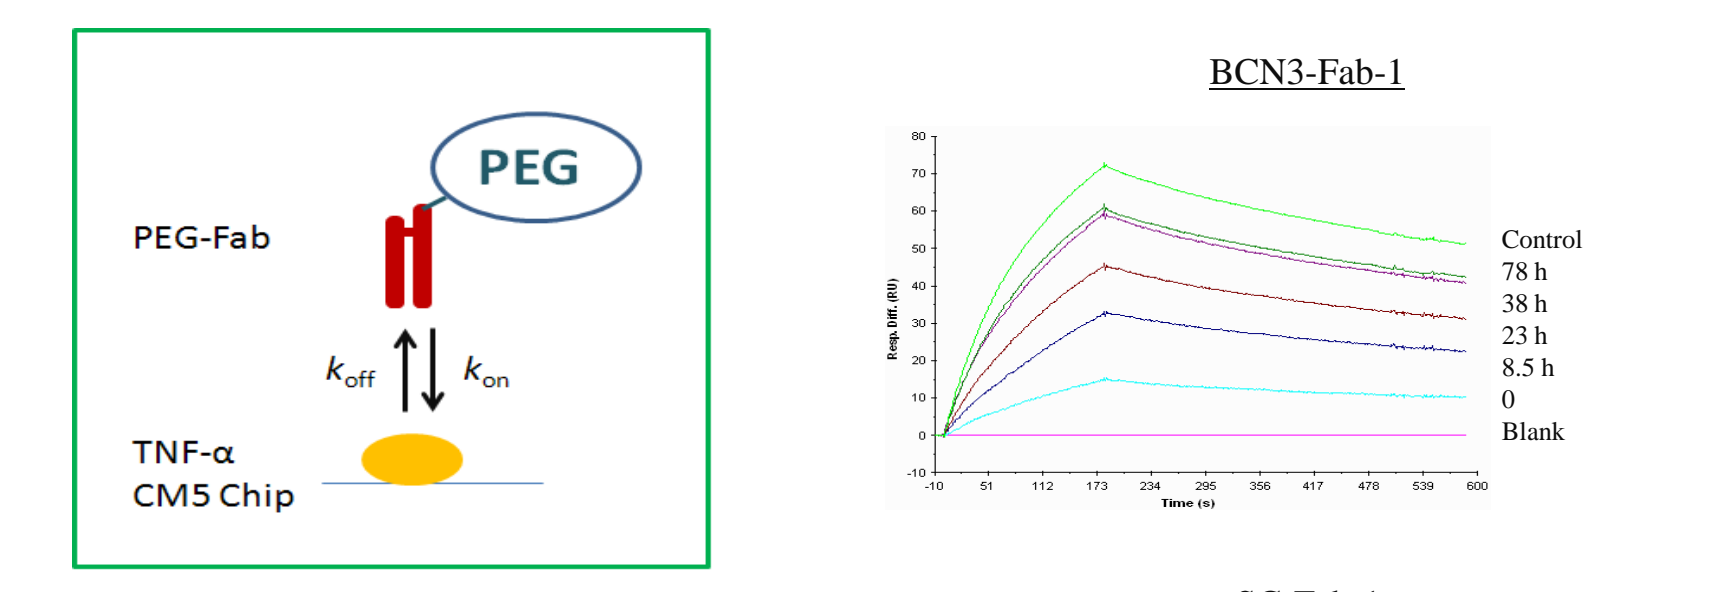 PEG
PEG-Fab
koff
kon
TNF-α
CM5 Chip
BCN3-Fab-1
80
70
60
50
40
30
20
10
0
-10
Resp. Diff. (RU)
-10 51 112 173 234 295 356 417 478 539 600
Time (s)
Control
78 h
38 h
23 h
8.5 h
0
Blank